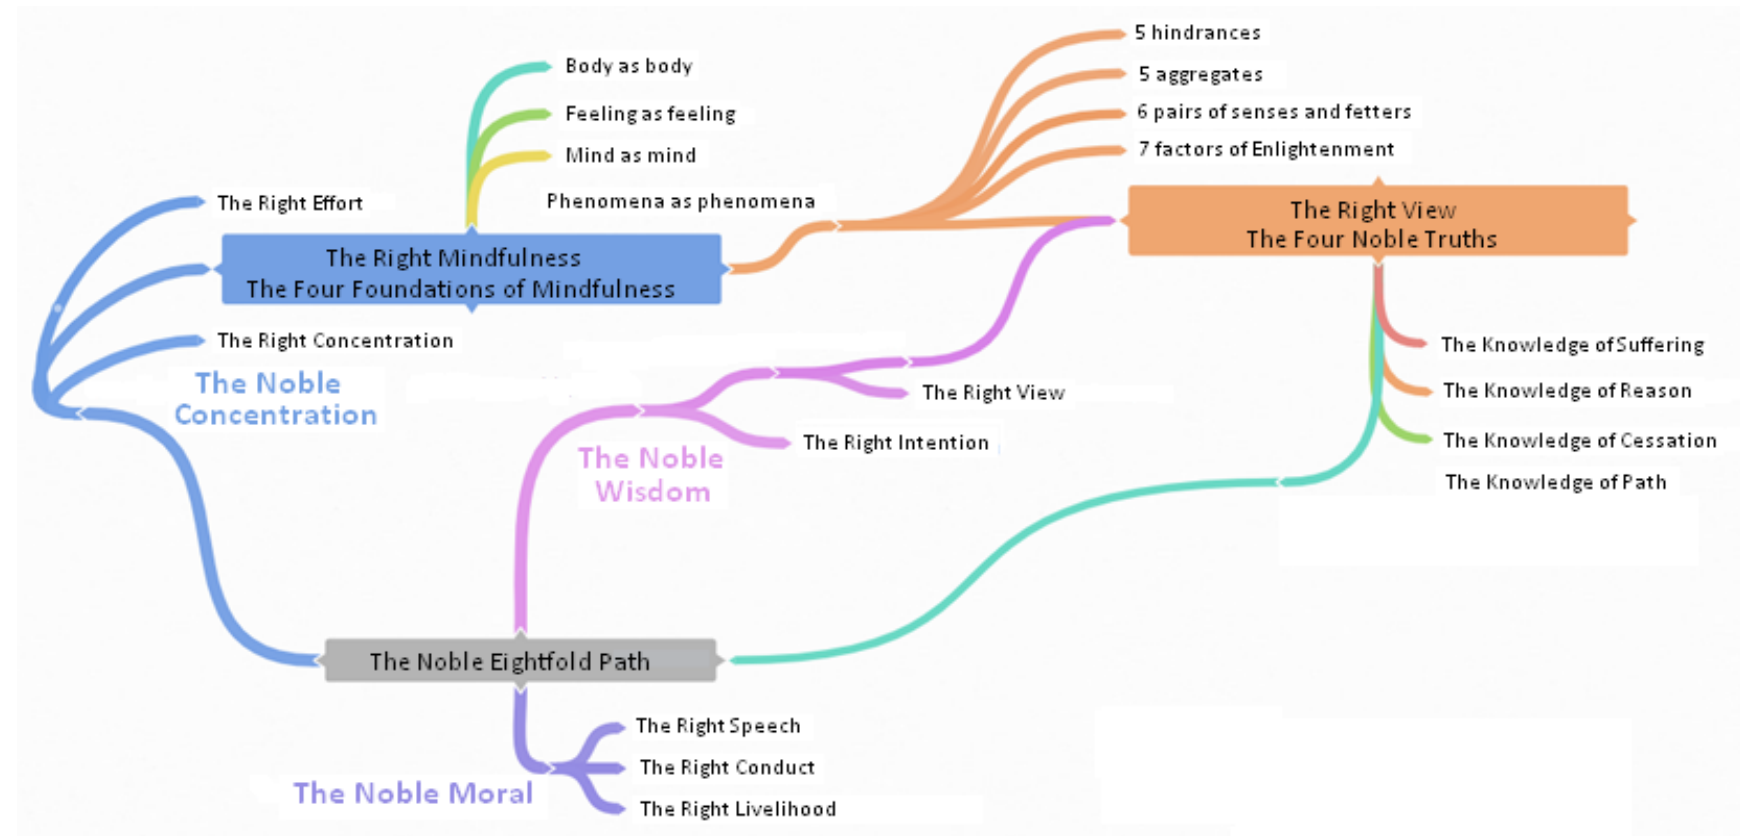 5 hindrances
Body as body
5 aggregates
Feeling as feeling
6 pairs of senses and fetters
Mind as mind
7 factors of Enlightenment
The Right Effort
Phenomena as phenomena
The Right View
The Four Noble Truths
The Right Mindfulness
The Four Foundations of Mindfulness
The Right Concentration
The Knowledge of Suffering
The Noble
Concentration
The Right View
The Knowledge of Reason
The Right Intention
The Knowledge of Cessation
The Noble
Wisdom
The Knowledge of Path
The Noble Eightfold Path
The Right Speech
The Right Conduct
The Noble Moral
The Right Livelihood